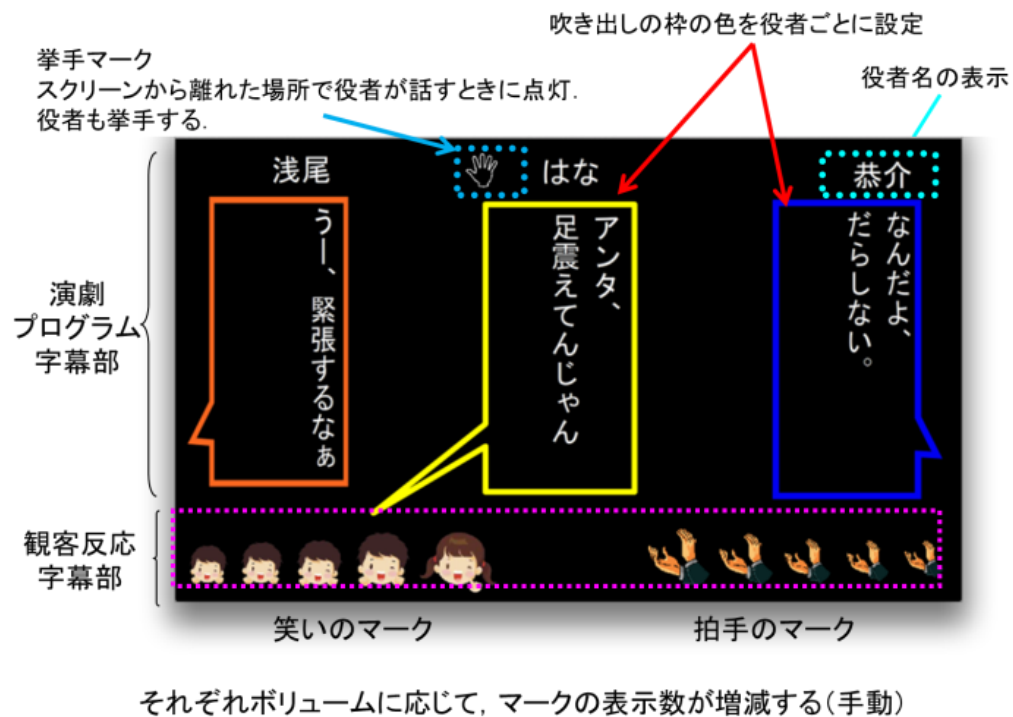 吹き出しの枠の色を役者ごとに設定
挙手マーク
スクリーンから離れた場所で役者が話すときに点灯.
役者も挙手する.
役者名の表示
浅尾
はな
恭介
なんだよ、
だらしない。
アンタ、
足震えてんじゃん
うー、緊張するなぁ
演劇
プログラム
字幕部
観客反応
字幕部
笑いのマーク
拍手のマーク
それぞれボリュームに応じて, マークの表示数が増減する(手動)